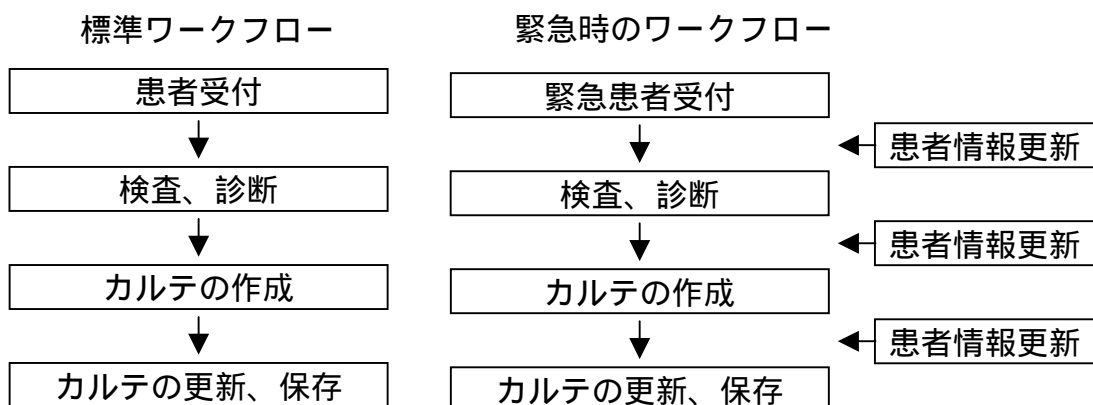 標準ワークフロー
患者受付
検査、診断
カルテの作成
カルテの更新、保存
緊急時のワークフロー
緊急患者受付
患者情報更新
検査、診断
患者情報更新
カルテの作成
患者情報更新
カルテの更新、保存